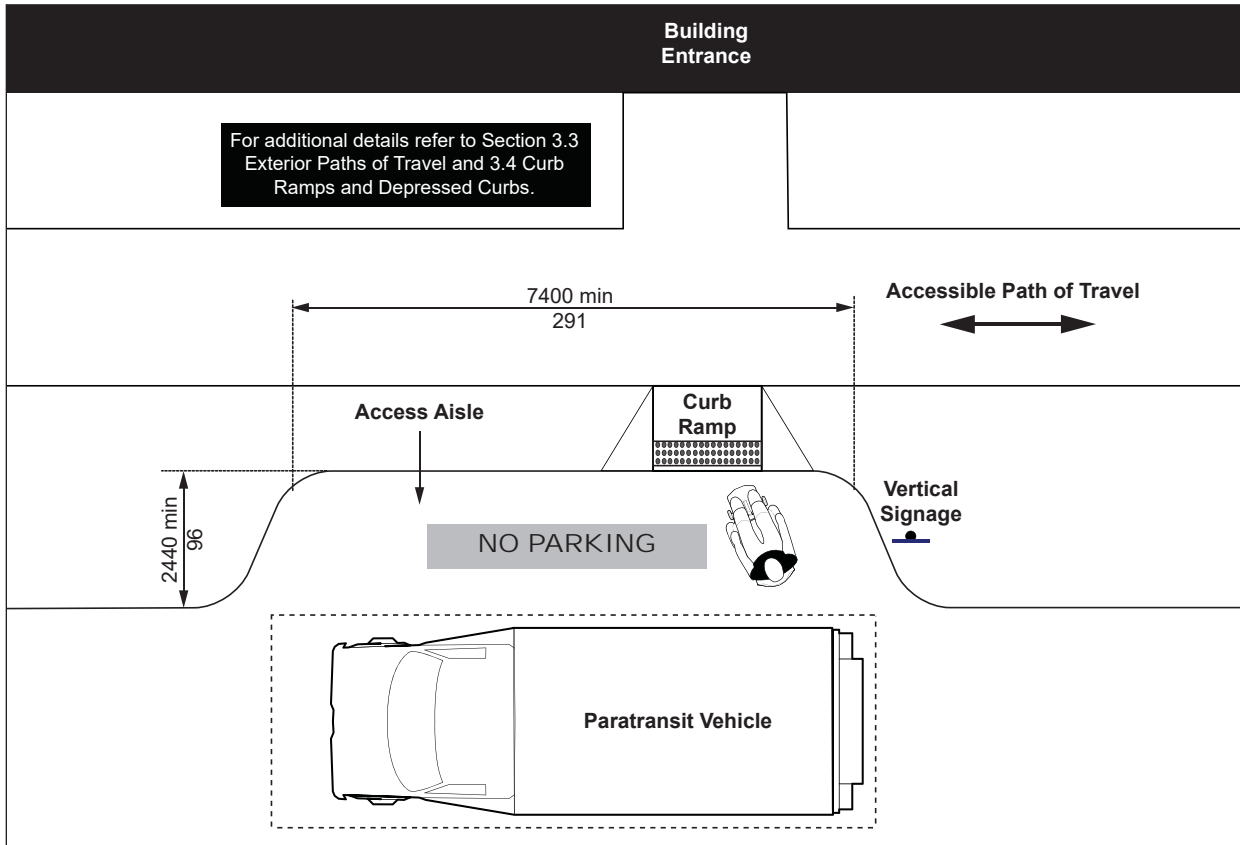 Building
Entrance
For additional details refer to Section 3.3
Exterior Paths of Travel and 3.4 Curb
Ramps and Depressed Curbs.
7400 min
291
Accessible Path of Travel
Access Aisle
Curb
Ramp
2440 min
96
Vertical
Signage
NO PARKING
Paratransit Vehicle